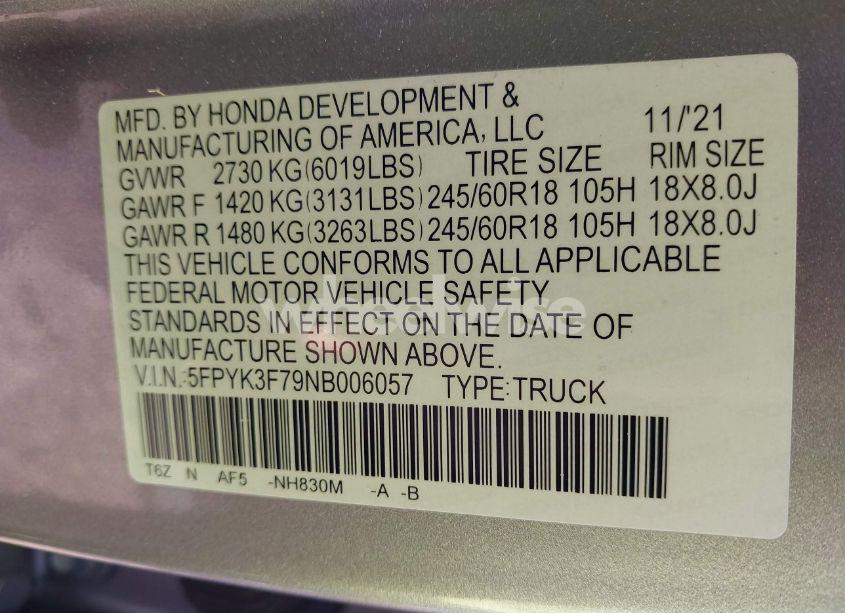 MFD. BY HONDA DEVELOPMENT &
MANUFACTURING OF AMERICA, LLC 11/'21
GVWR 2730 KG(6019LBS) TIRE SIZE RIM SIZE
GAWR F 1420 KG(3131LBS) 245/60R18 105H 18X8.0J
GAWR R 1480 KG(3263LBS) 245/60R18 105H 18X8.0J
THIS VEHICLE CONFORMS TO ALL APPLICABLE
FEDERAL MOTOR VEHICLE SAFETY
STANDARDS IN EFFECT ON THE DATE OF
MANUFACTURE SHOWN ABOVE.
V.I.N.:5FPYK3F79NB006057 TYPE:TRUCK
T6Z N AF5 -NH830M -A -B